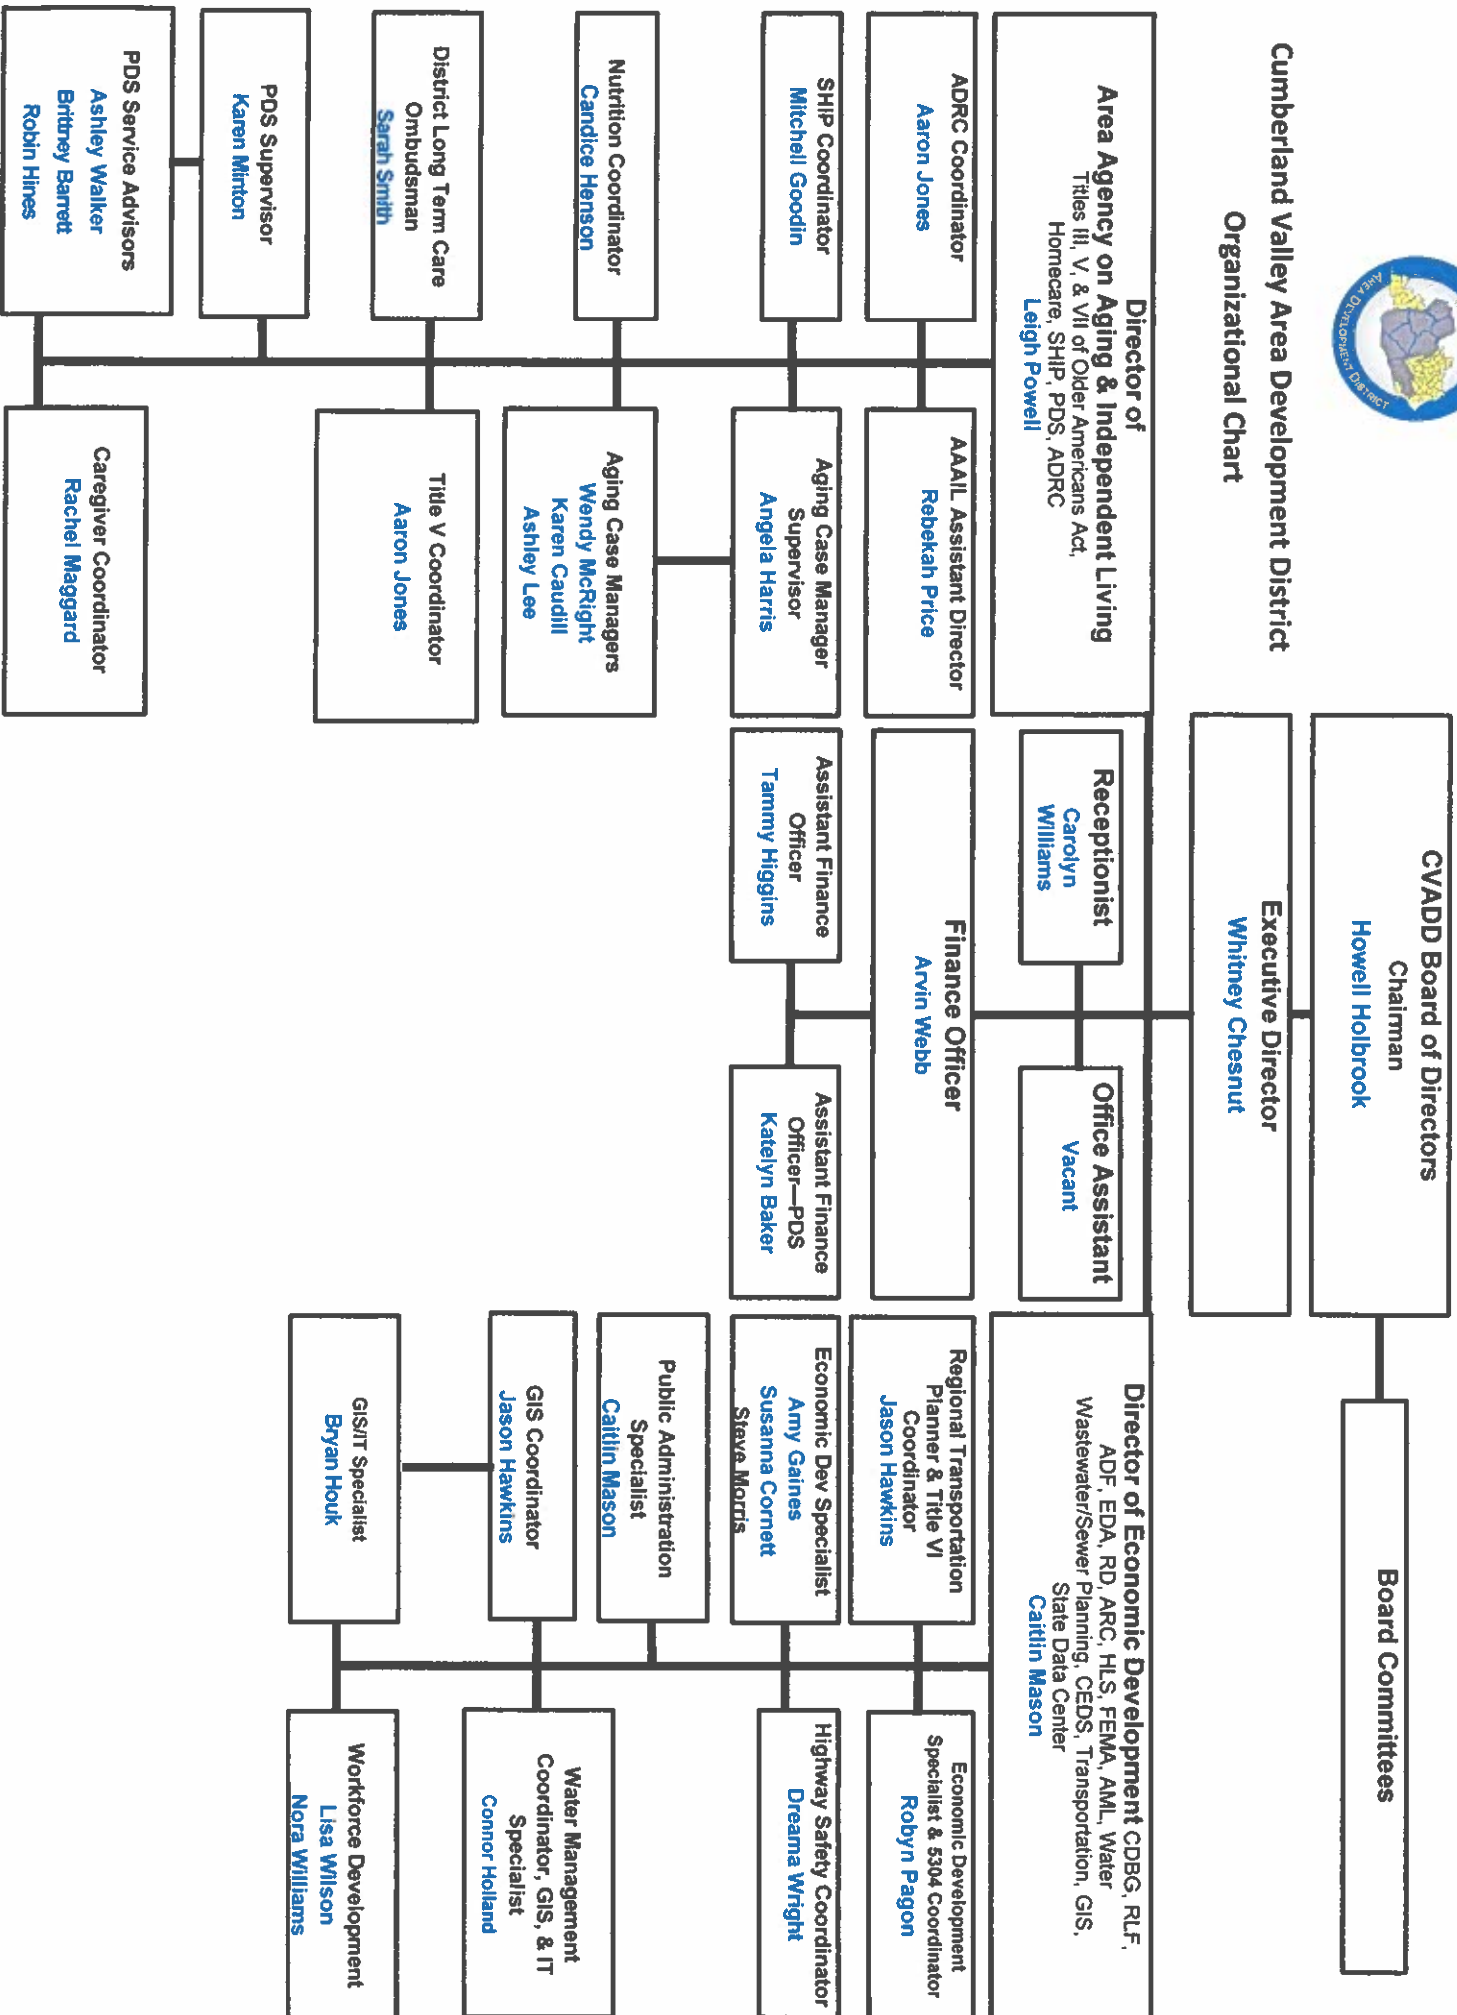 AREA DEVELOPMENT DISTRICT
Cumberland Valley Area Development District
Organizational Chart
CVADD Board of Directors
Chairman
Howell Holbrook
Board Committees
Executive Director
Whitney Chesnut
Director of
Area Agency on Aging & Independent Living
Titles III, V, & VII of Older Americans Act,
Homecare, SHIP, PDS, ADRC
Leigh Powell
Receptionist
Carolyn
Williams
Office Assistant
Vacant
Director of Economic Development CDBG, RLF,
ADF, EDA, RD, ARC, HLS, FEMA, AML, Water
Wastewater/Sewer Planning, CEDS, Transportation, GIS,
State Data Center
Caitlin Mason
ADRC Coordinator
Aaron Jones
AAAIL Assistant Director
Rebekah Price
Finance Officer
Arvin Webb
Regional Transportation
Planner & Title VI
Coordinator
Jason Hawkins
Economic Development
Specialist & 5304 Coordinator
Robyn Pagon
SHIP Coordinator
Mitchell Goodin
Aging Case Manager
Supervisor
Angela Harris
Assistant Finance
Officer
Tammy Higgins
Assistant Finance
Officer—PDS
Katelyn Baker
Economic Dev Specialist
Amy Gaines
Susanna Cornett
Steve Morris
Highway Safety Coordinator
Dreama Wright
Nutrition Coordinator
Candice Henson
Aging Case Managers
Wendy McRight
Karen Caudill
Ashley Lee
Public Administration
Specialist
Caitlin Mason
District Long Term Care
Ombudsman
Sarah Smith
Title V Coordinator
Aaron Jones
GIS Coordinator
Jason Hawkins
Water Management
Coordinator, GIS, & IT
Specialist
Connor Holland
PDS Supervisor
Karen Minton
GIS/IT Specialist
Bryan Houk
Workforce Development
Lisa Wilson
Nora Williams
PDS Service Advisors
Ashley Walker
Brittney Barrett
Robin Hines
Caregiver Coordinator
Rachel Maggard